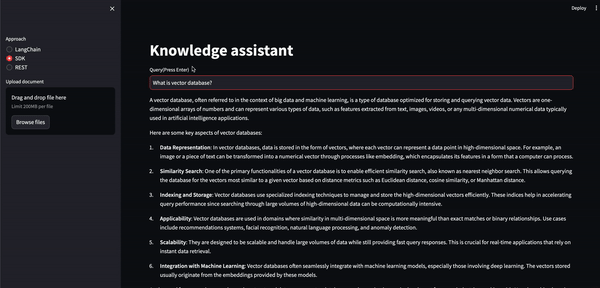 Deploy
Approach
LangChain
SDK
REST
Upload document
Drag and drop file here
Limit 200MB per file
Browse files
Knowledge assistant
Query(Press Enter)
What is vector database?
A vector database, often referred to in the context of big data and machine learning, is a type of database optimized for storing and querying vector data. Vectors are one-
dimensional arrays of numbers and can represent various types of data, such as features extracted from text, images, videos, or any multi-dimensional numerical data typically
used in artificial intelligence applications.
Here are some key aspects of vector databases:
1. Data Representation: In vector databases, data is stored in the form of vectors, where each vector can represent a data point in high-dimensional space. For example, an
image or a piece of text can be transformed into a numerical vector through processes like embedding, which encapsulates its features in a form that a computer can process.
2. Similarity Search: One of the primary functionalities of a vector database is to enable efficient similarity search, also known as nearest neighbor search. This allows querying
the database for the vectors most similar to a given vector based on distance metrics such as Euclidean distance, cosine similarity, or Manhattan distance.
3. Indexing and Storage: Vector databases use specialized indexing techniques to manage and store the high-dimensional vectors efficiently. These indices help in accelerating
query performance since searching through large volumes of high-dimensional data can be computationally intensive.
4. Applicability: Vector databases are used in domains where similarity in multi-dimensional space is more meaningful than exact matches or binary relationships. Use cases
include recommendations systems, facial recognition, natural language processing, and anomaly detection.
5. Scalability: They are designed to be scalable and handle large volumes of data while still providing fast query responses. This is crucial for real-time applications that rely on
instant data retrieval.
6. Integration with Machine Learning: Vector databases often seamlessly integrate with machine learning models, especially those involving deep learning. The vectors stored
usually originate from the embeddings provided by these models.